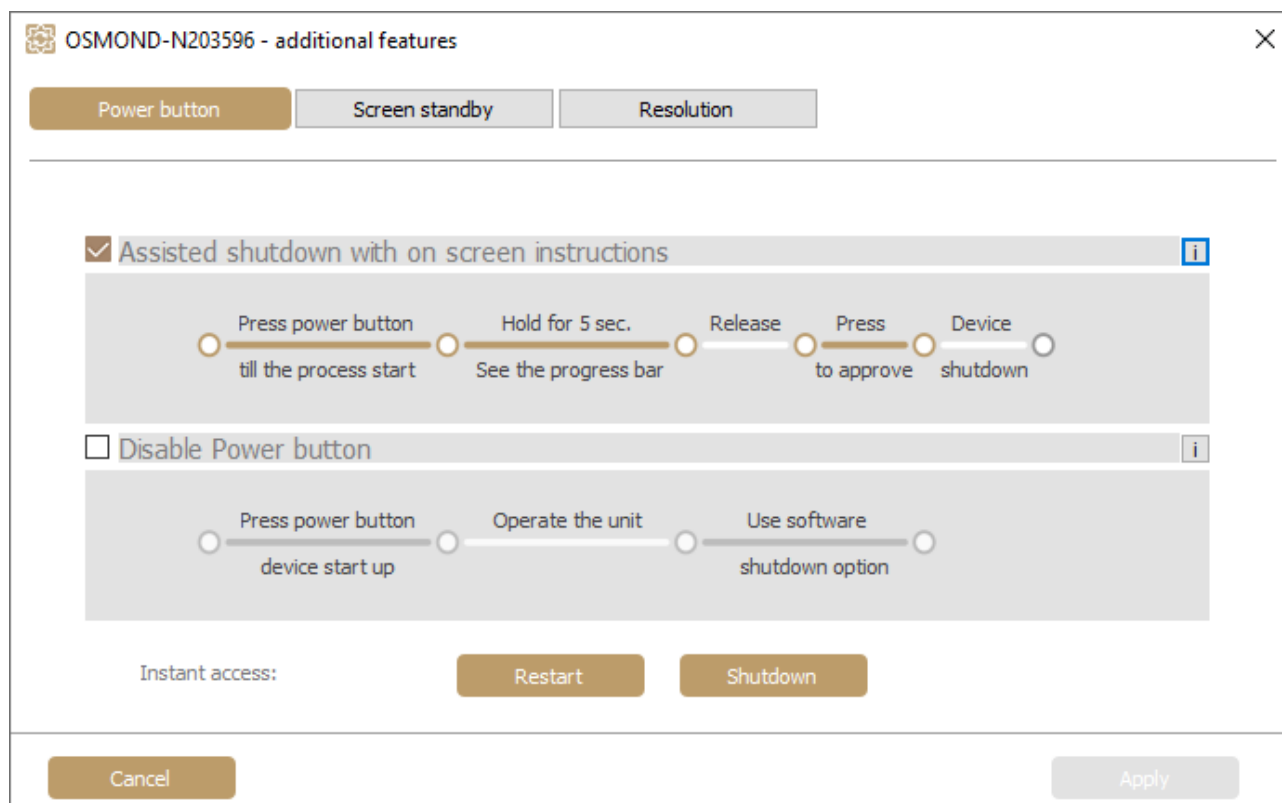 OSMOND-N203596 - additional features
Power button
Screen standby
Resolution
Assisted shutdown with on screen instructions
i
Press power button
Hold for 5 sec.
Release
Press
Device
till the process start
See the progress bar
to approve
shutdown
Disable Power button
i
Press power button
Operate the unit
Use software
device start up
shutdown option
Instant access:
Restart
Shutdown
Cancel
Apply